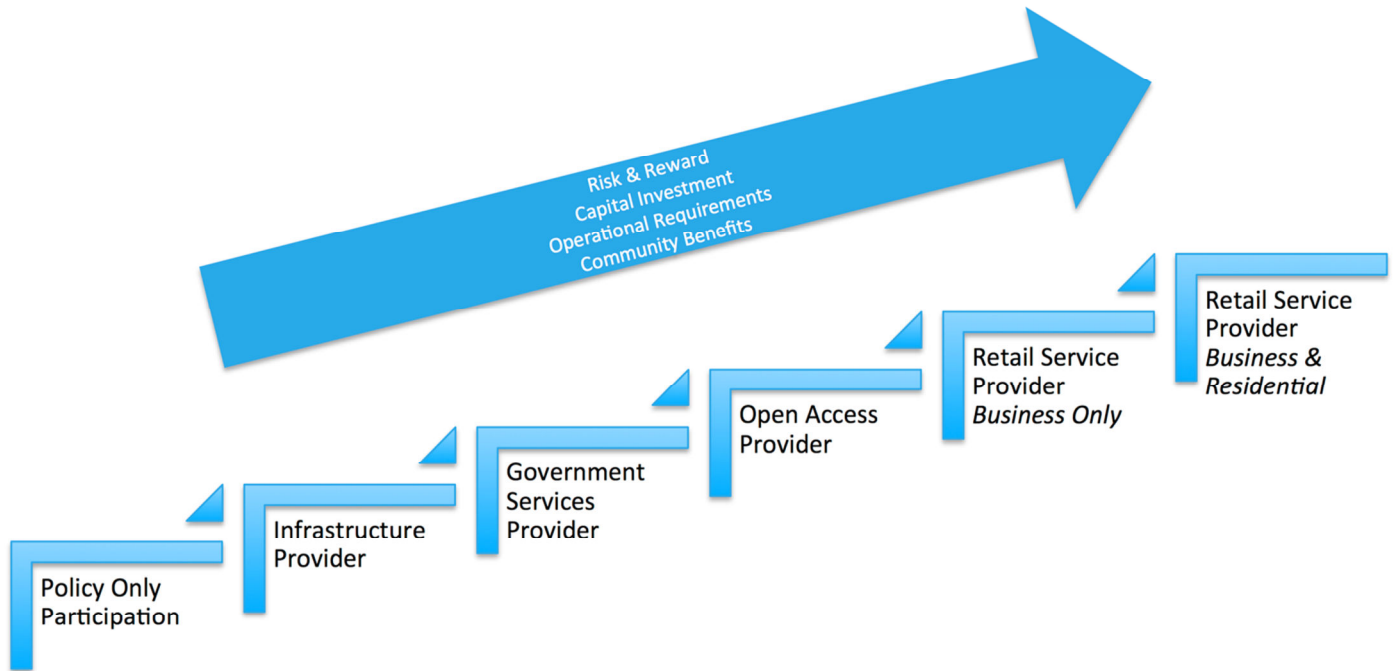 Risk & Reward
Capital Investment
Operational Requirements
Community Benefits
Policy Only
Participation
Infrastructure
Provider
Government
Services
Provider
Open Access
Provider
Retail Service
Provider
Business Only
Retail Service
Provider
Business &
Residential